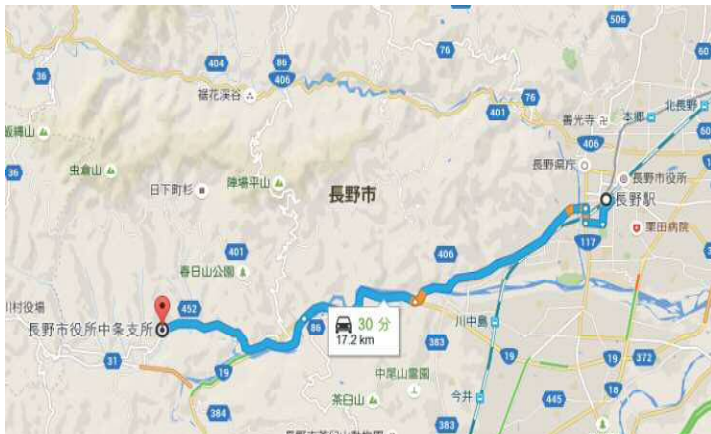 506
404
86
406
76
36
裾花渓谷
76
401
善光寺
本郷
北長野
60
36
虫倉山
406
長野県庁
長野市役所
日下町杉
陣場平山
長野市
長野駅
栗田病院
117
401
406
春日山公園
452
川村役場
長野市役所中条支所
86
30 分
17.2 km
川中島
383
19
372
31
19
中尾山霊園
384
茶臼山
今井
445
18
383